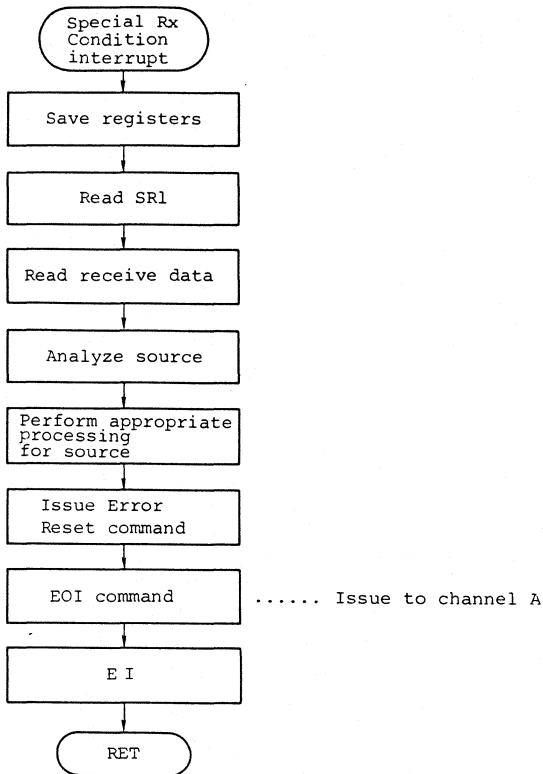 Special Rx
Condition
interrupt
Save registers
Read SR1
Read receive data
Analyze source
Perform appropriate
processing
for source
Issue Error
Reset command
EOI command ...... Issue to channel A
EI
RET